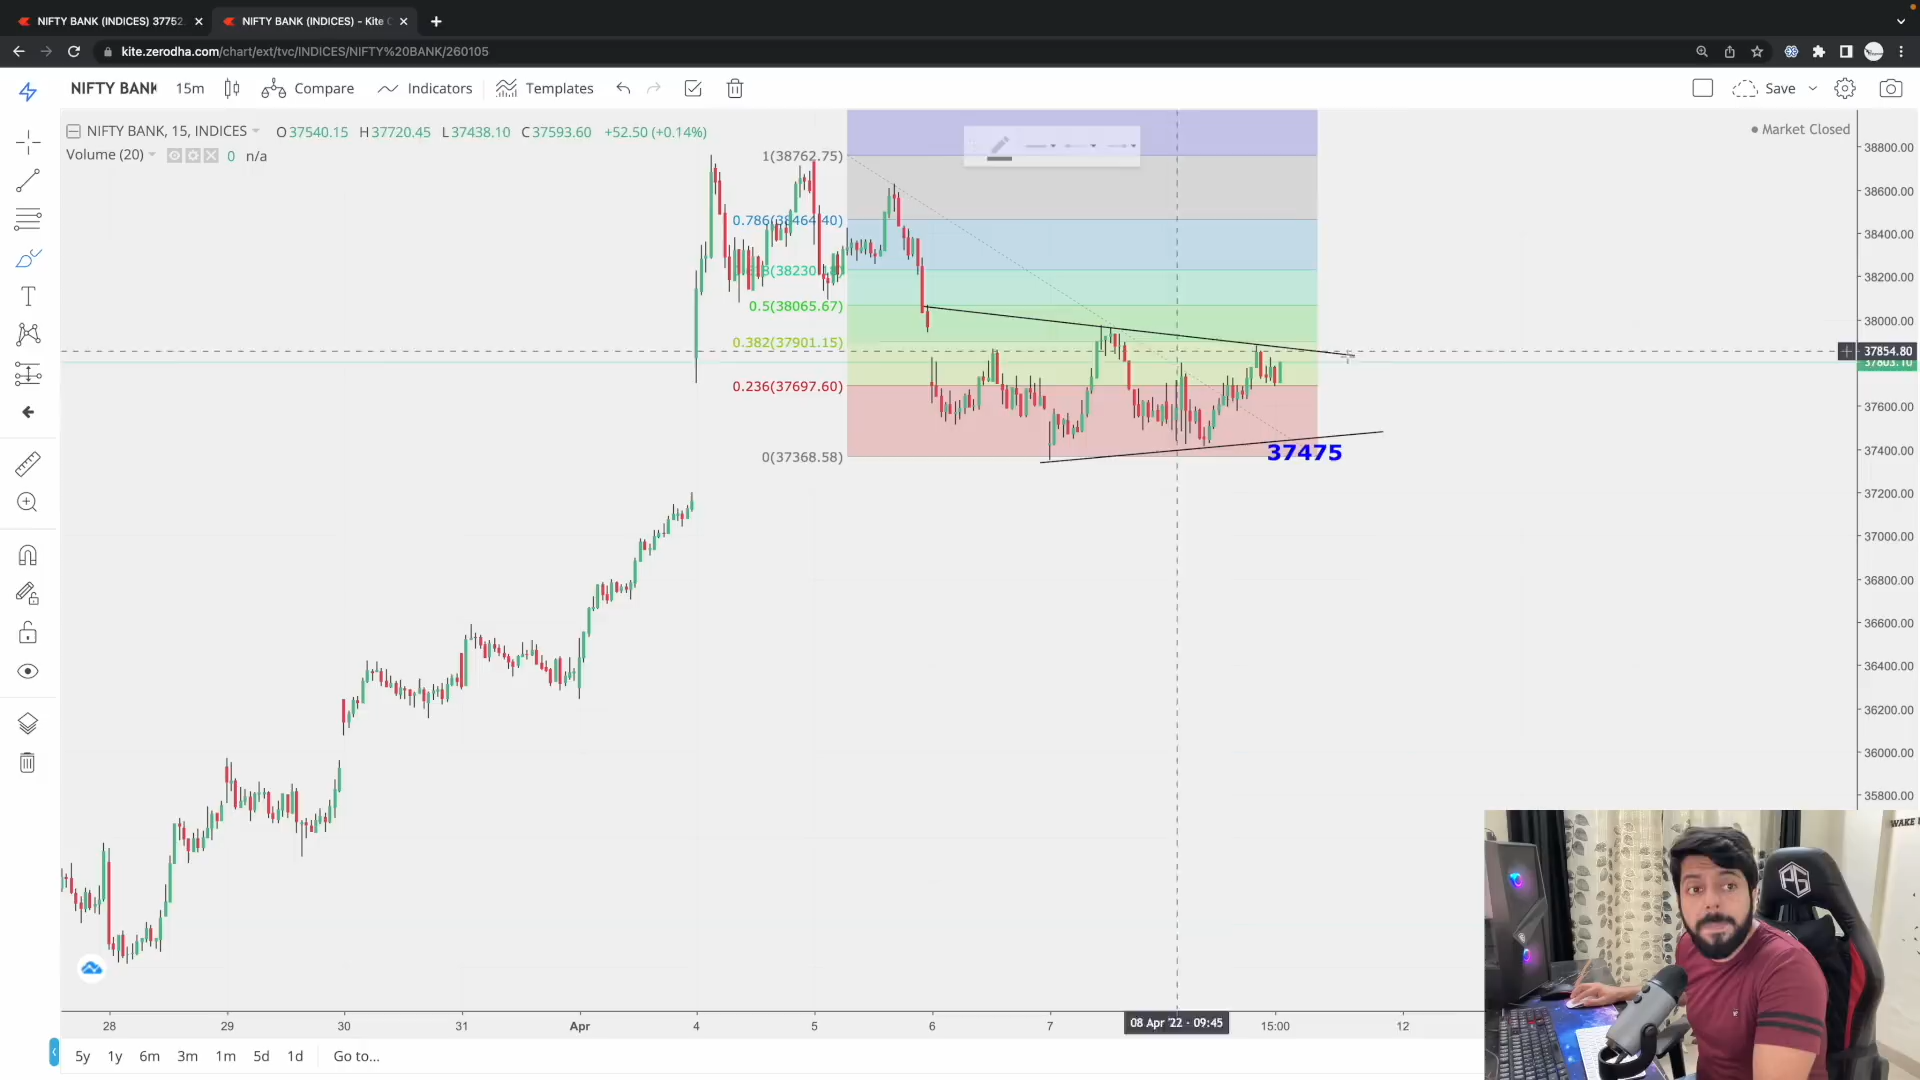 NIFTY BANK (INDICES) 37752
NIFTY BANK (INDICES) - Kite
kite.zerodha.com/chart/ext/tvc/INDICES/NIFTY%20BANK/260105
NIFTY BANK 15m Compare Indicators Templates Save
NIFTY BANK, 15, INDICES O37540.15 H37720.45 L37438.10 C37593.60 +52.50 (+0.14%)
Market Closed
Volume (20) 0 n/a
1(38762.75)
0.786(38464.40)
0.5(38065.67)
0.382(37901.15)
0.236(37697.60)
0(37368.58)
37475
38800.00
38600.00
38400.00
38200.00
38000.00
37854.80
37803.10
37600.00
37400.00
37200.00
37000.00
36800.00
36600.00
36400.00
36200.00
36000.00
35800.00
WAKE
28 29 30 31 Apr 4 5 6 7 08 Apr '22 - 09:45 15:00 12
5y 1y 6m 3m 1m 5d 1d Go to...